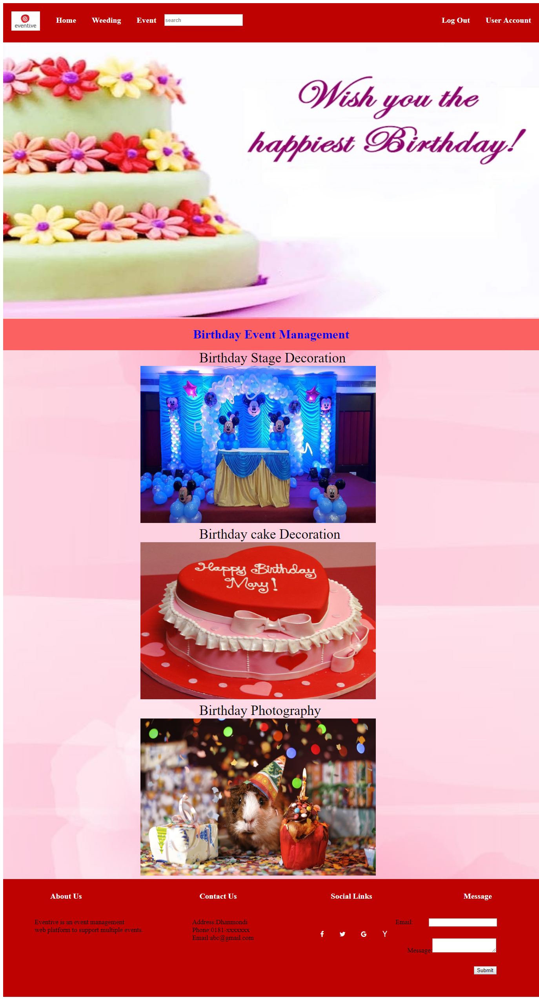 eventive
Home Weeding Event search Log Out User Account
Wish you the
happiest Birthday!
Birthday Event Management
Birthday Stage Decoration
Birthday cake Decoration
Happy Birthday
Mary!
Birthday Photography
About Us Contact Us Social Links Message
Eventive is an event management
web platform to support multiple events.
Address:Dhanmondi
Phone:0181-xxxxxxx
Email:abc@gmail.com
Email:
Message:
Submit